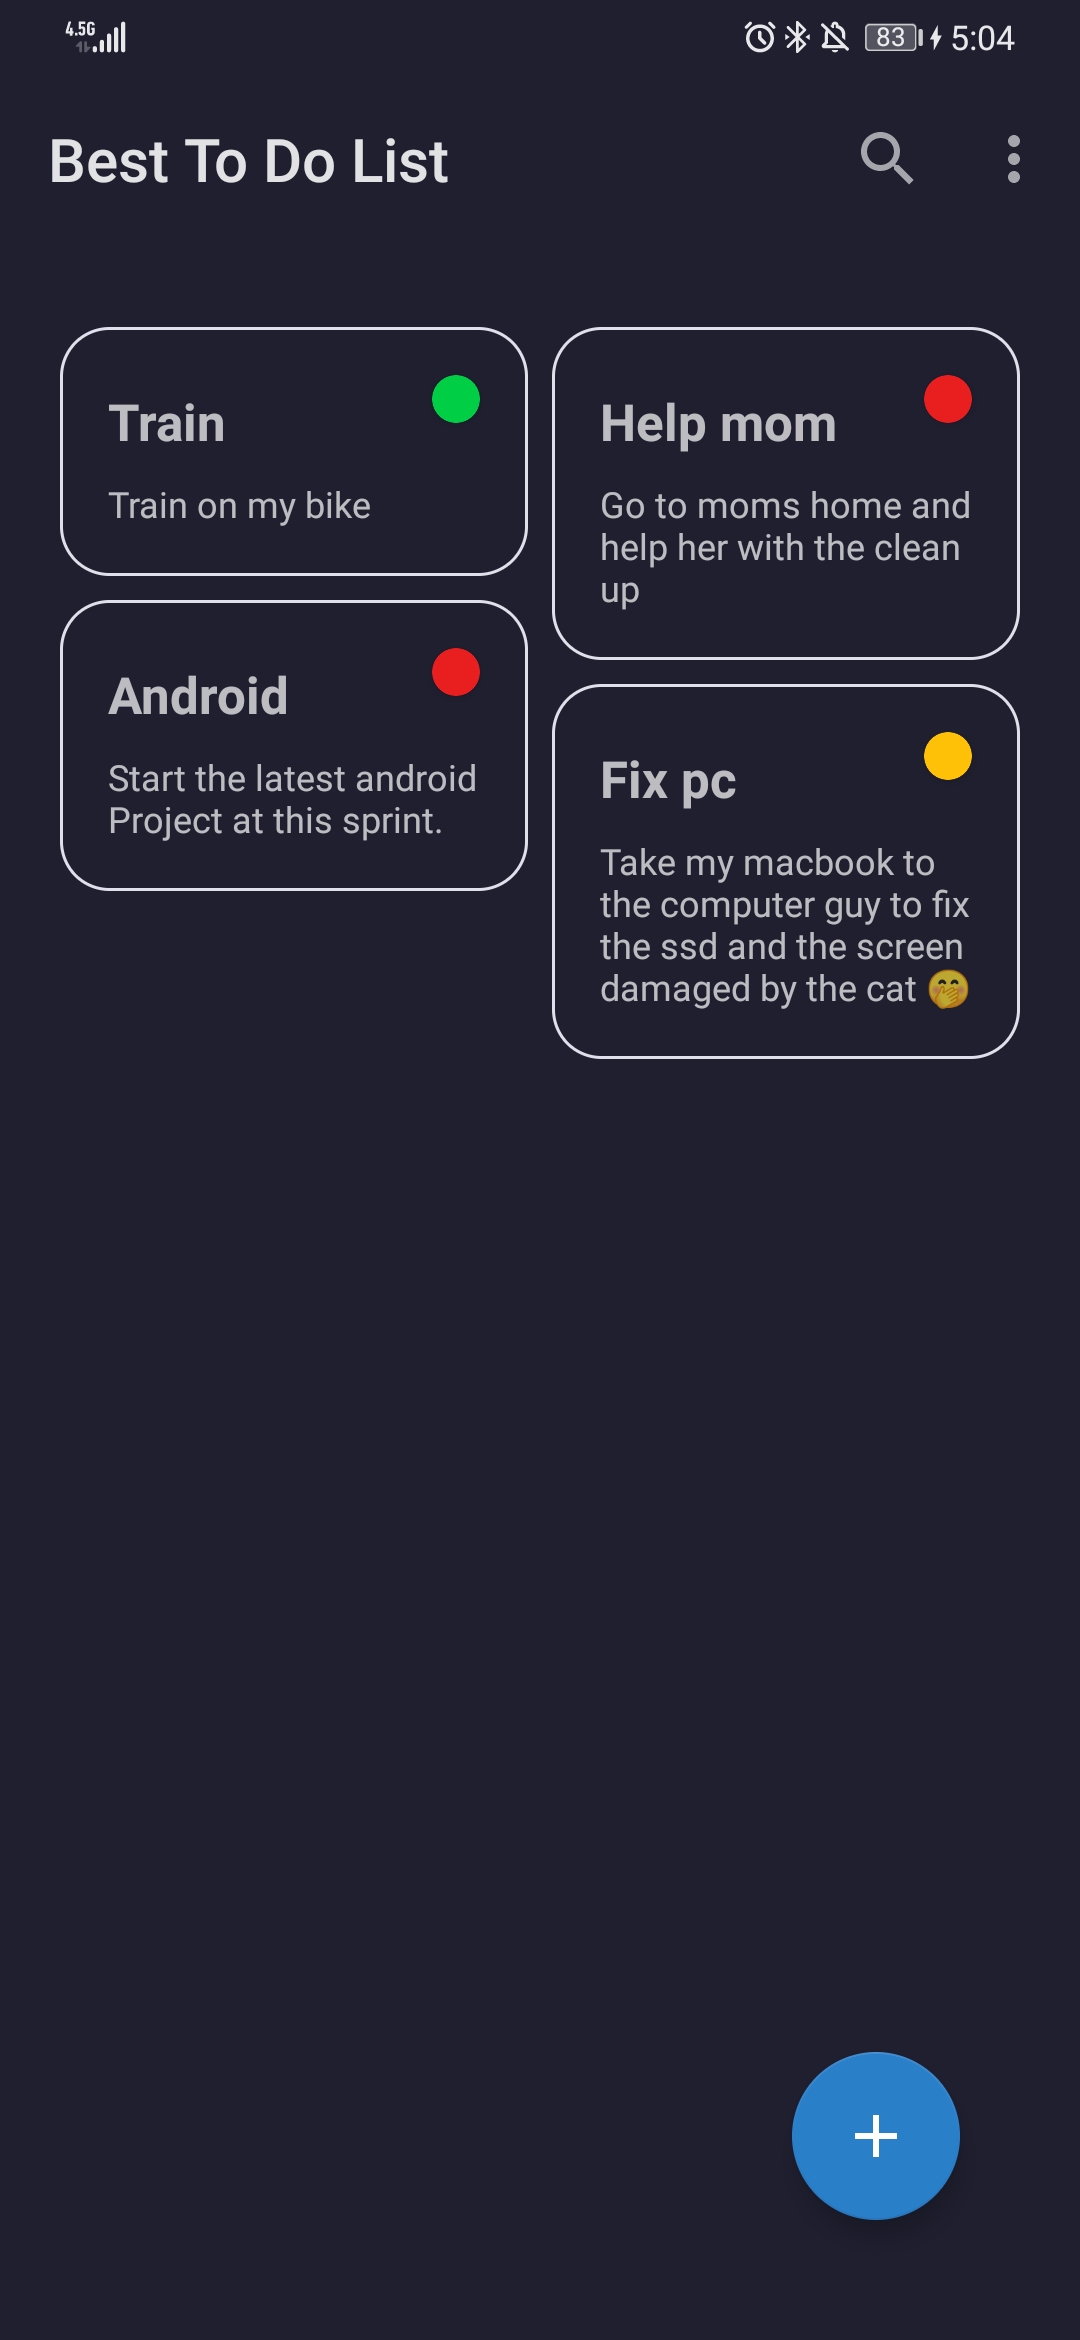 4.5G
83 5:04
Best To Do List
Train
Train on my bike
Help mom
Go to moms home and
help her with the clean
up
Android
Start the latest android
Project at this sprint.
Fix pc
Take my macbook to
the computer guy to fix
the ssd and the screen
damaged by the cat 🤭